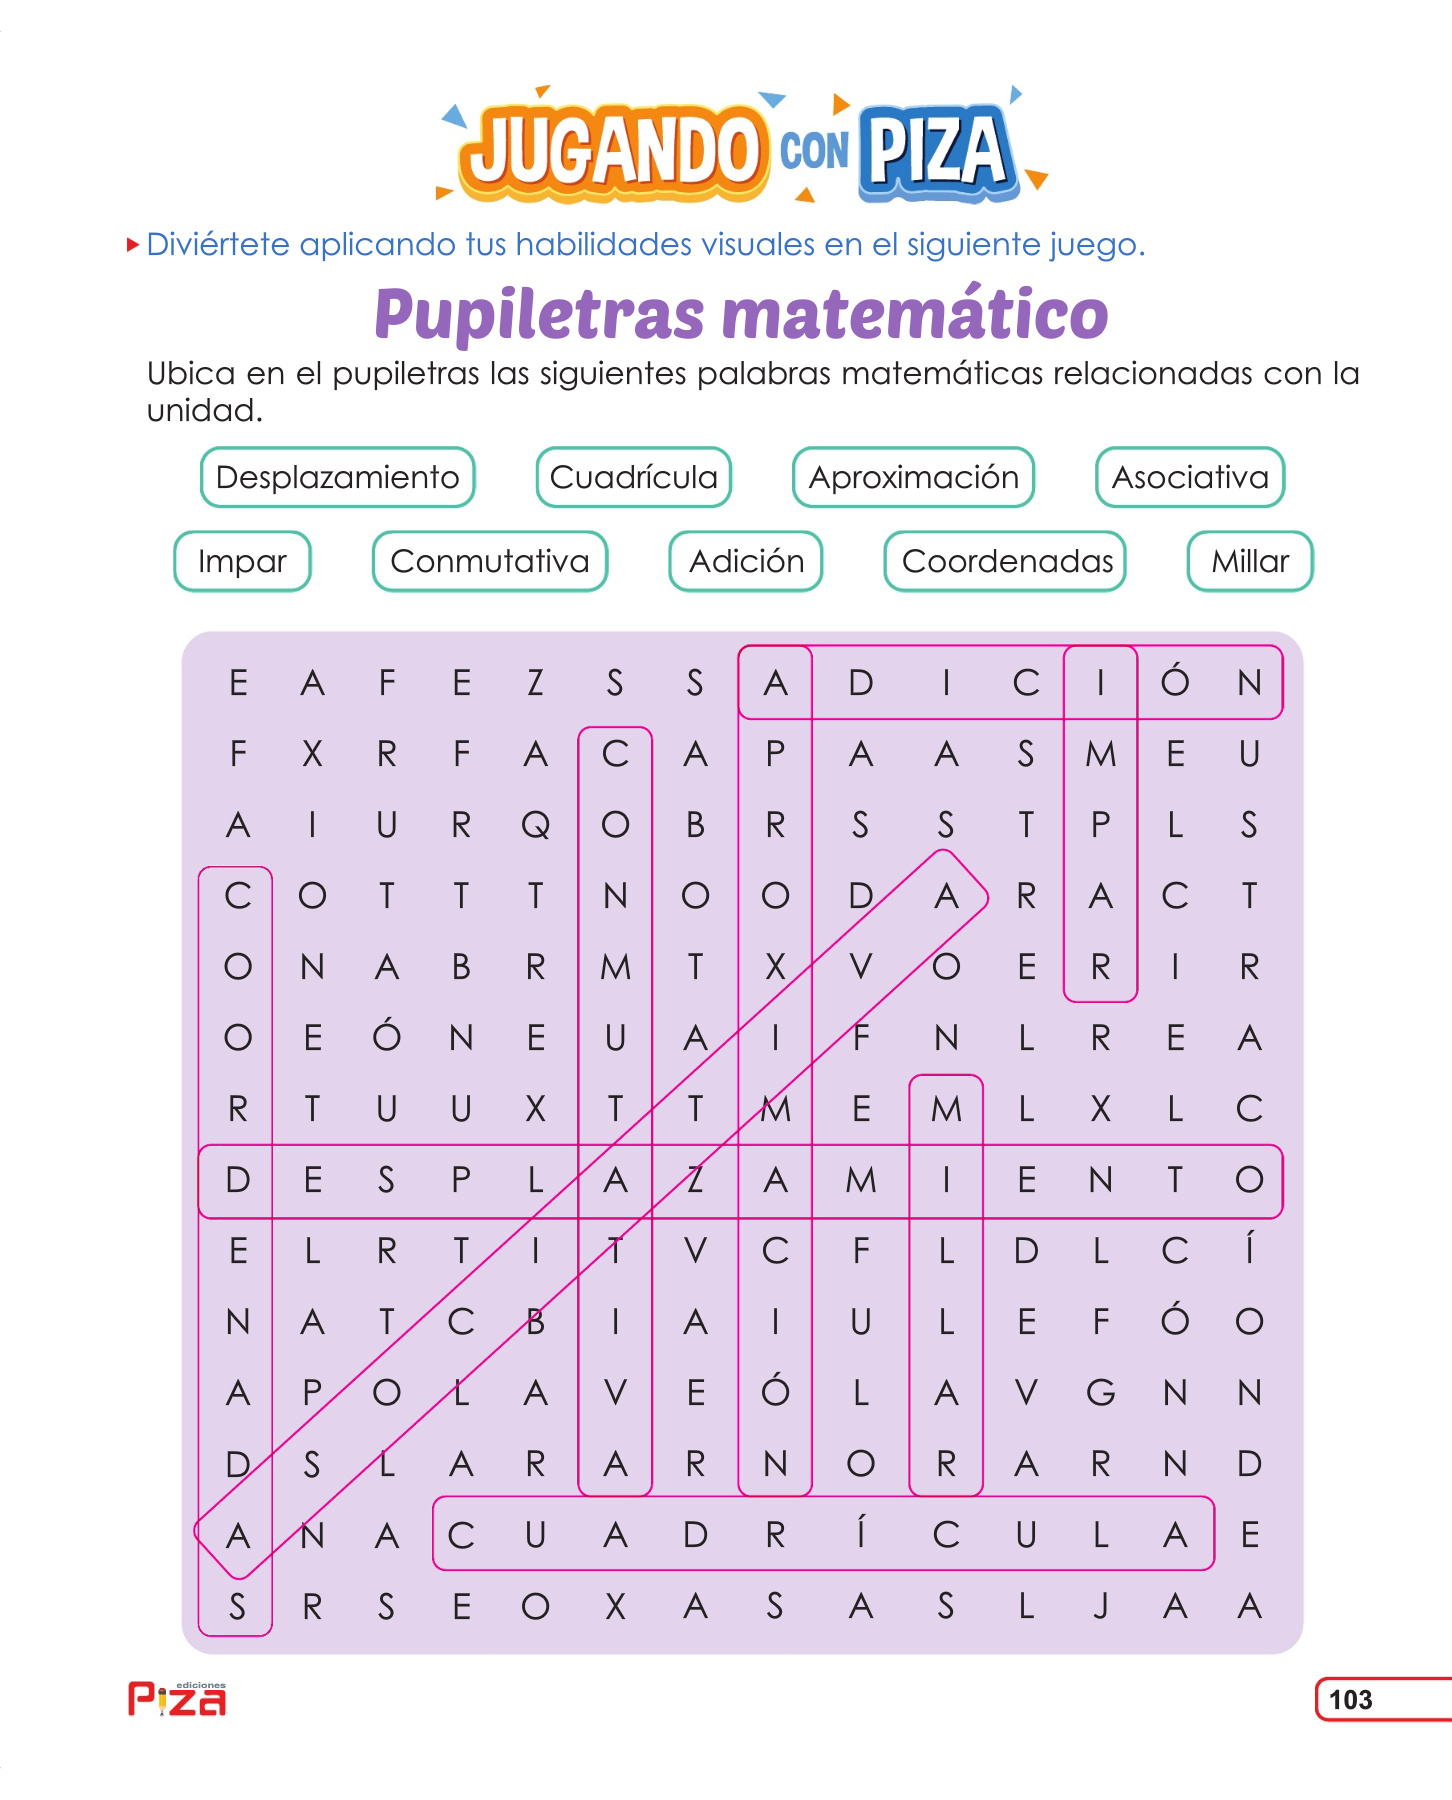 JUGANDO CON PIZA
Diviértete aplicando tus habilidades visuales en el siguiente juego.
Pupiletras matemático
Ubica en el pupiletras las siguientes palabras matemáticas relacionadas con la
unidad.
Desplazamiento Cuadrícula Aproximación Asociativa
Impar Conmutativa Adición Coordenadas Millar
E A F E Z S S A D I C I Ó N
F X R F A C A P A A S M E U
A I U R Q O B R S S T P L S
C O T T T N O O D A R A C T
O N A B R M T X V O E R I R
O E Ó N E U A I F N L R E A
R T U U X T T M E M L X L C
D E S P L A Z A M I E N T O
E L R T I T V C F L D L C Í
N A T C B I A I U L E F Ó O
A P O L A V E Ó L A V G N N
D S L A R A R N O R A R N D
A N A C U A D R Í C U L A E
S R S E O X A S A S L J A A
ediciones
Piza
103